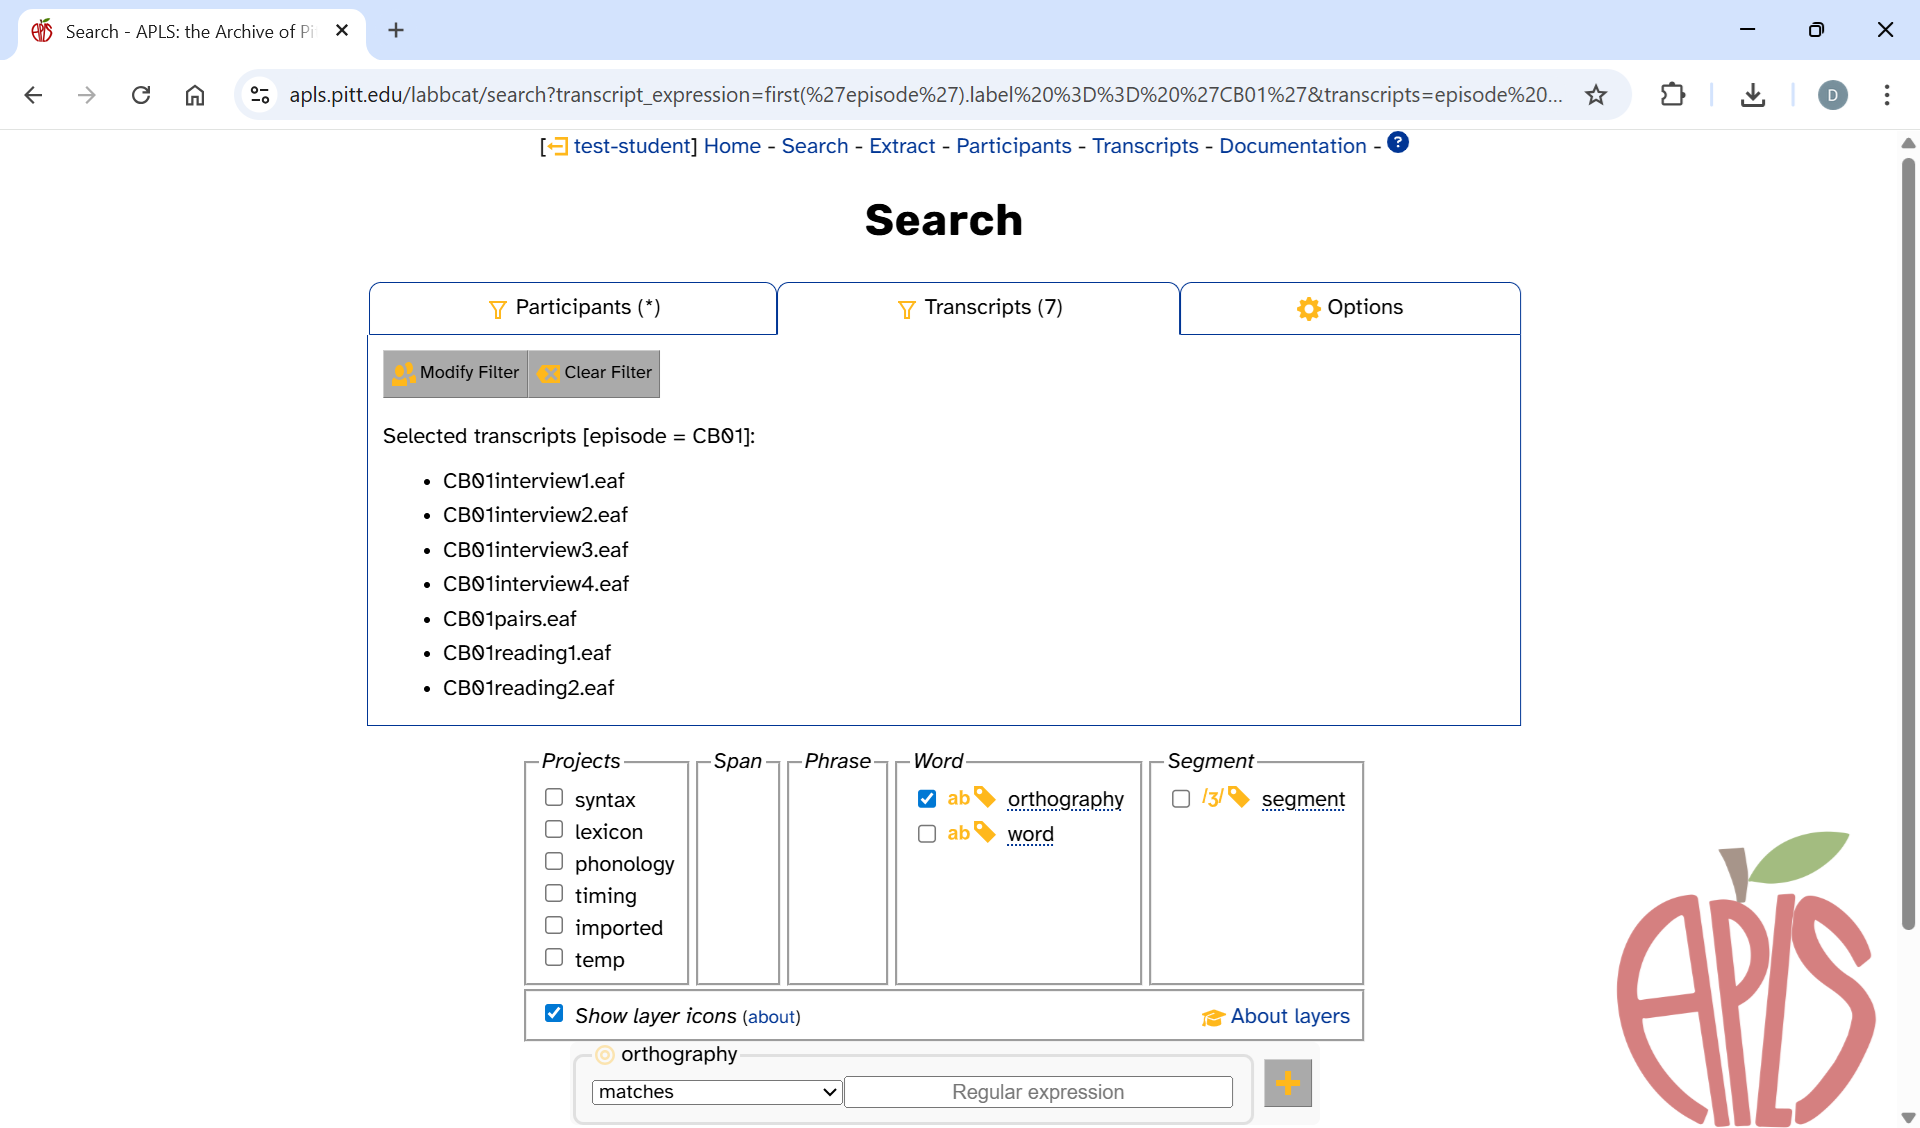 Search - APLS: the Archive of Pi
apls.pitt.edu/labbcat/search?transcript_expression=first(%27episode%27).label%20%3D%3D%20%27CB01%27&transcripts=episode%20...
D
[test-student] Home - Search - Extract - Participants - Transcripts - Documentation - ?
Search
Participants (*)
Transcripts (7)
Options
Modify Filter
Clear Filter
Selected transcripts [episode = CB01]:
• CB01interview1.eaf
• CB01interview2.eaf
• CB01interview3.eaf
• CB01interview4.eaf
• CB01pairs.eaf
• CB01reading1.eaf
• CB01reading2.eaf
Projects
syntax
lexicon
phonology
timing
imported
temp
Span
Phrase
Word
ab orthography
ab word
Segment
/ʒ/ segment
Show layer icons (about)
About layers
orthography
matches
Regular expression
APLS